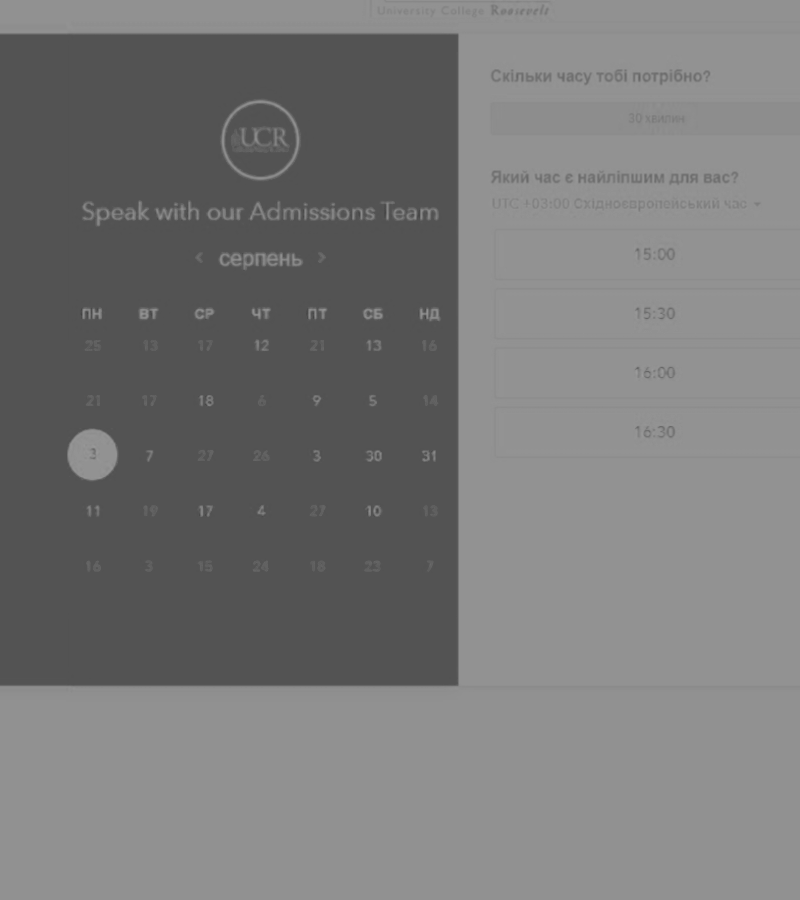 University College Roosevelt
UCR
Speak with our Admissions Team
серпень
ПН ВТ СР ЧТ ПТ СБ НД
25 13 17 12 21 13 16
21 17 18 6 9 5 14
3 7 27 26 3 30 31
11 19 17 4 27 10 13
16 3 15 24 18 23 7
Скільки часу тобі потрібно?
30 хвилин
Який час є найліпшим для вас?
UTC +03:00 Східноєвропейський час
15:00
15:30
16:00
16:30